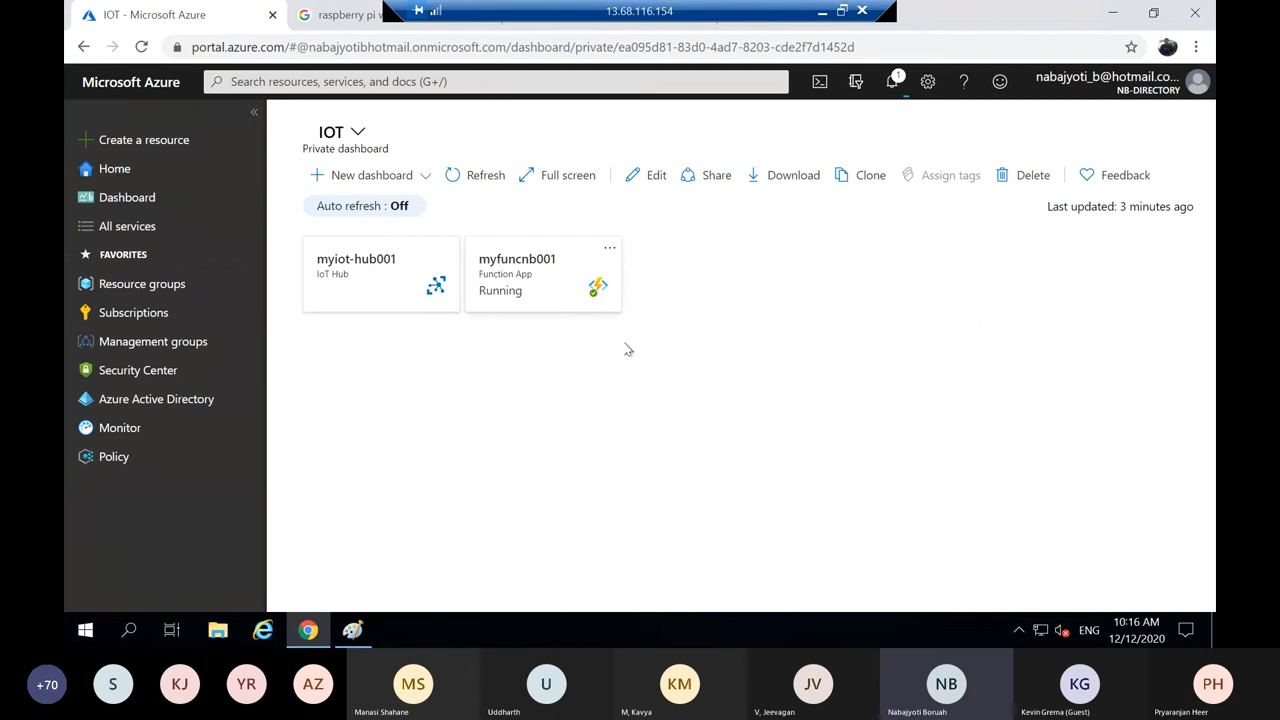 IOT - Microsoft Azure
raspberry pi w
13.68.116.154
portal.azure.com/#@nabajyotibhotmail.onmicrosoft.com/dashboard/private/ea095d81-83d0-4ad7-8203-cde2f7d1452d
Microsoft Azure
Search resources, services, and docs (G+/)
1
nabajyoti_b@hotmail.co...
NB-DIRECTORY
Create a resource
Home
Dashboard
All services
FAVORITES
Resource groups
Subscriptions
Management groups
Security Center
Azure Active Directory
Monitor
Policy
IOT
Private dashboard
New dashboard
Refresh
Full screen
Edit
Share
Download
Clone
Assign tags
Delete
Feedback
Auto refresh : Off
Last updated: 3 minutes ago
myiot-hub001
IoT Hub
myfuncnb001
Function App
Running
ENG
10:16 AM
12/12/2020
+70
S
KJ
YR
AZ
MS
Manasi Shahane
U
Uddharth
KM
M, Kavya
JV
V, Jeevagan
NB
Nabajyoti Boruah
KG
Kevin Grema (Guest)
PH
Pryaranjan Heer